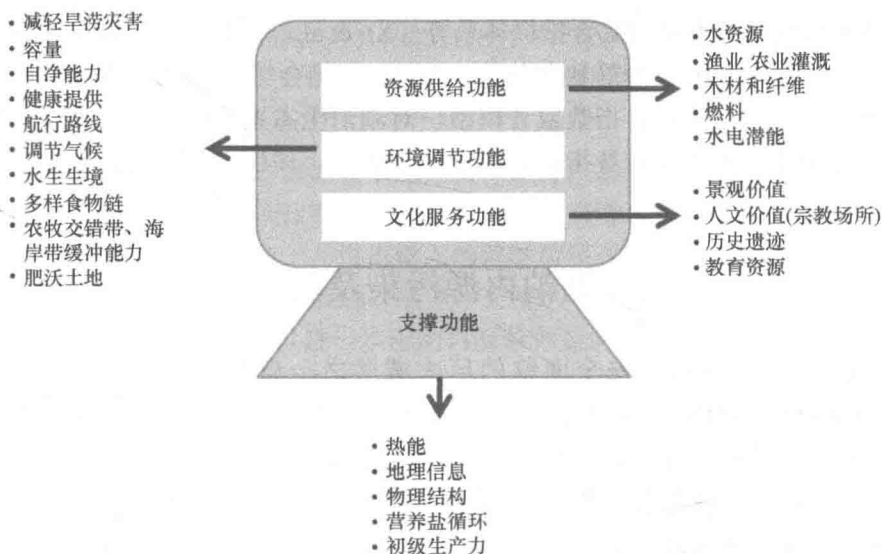 • 减轻旱涝灾害
• 容量
• 自净能力
• 健康提供
• 航行路线
• 调节气候
• 水生生境
• 多样食物链
• 农牧交错带、海
岸带缓冲能力
• 肥沃土地
资源供给功能
环境调节功能
文化服务功能
支撑功能
• 水资源
• 渔业 农业灌溉
• 木材和纤维
• 燃料
• 水电潜能
• 景观价值
• 人文价值(宗教场所)
• 历史遗迹
• 教育资源
• 热能
• 地理信息
• 物理结构
• 营养盐循环
• 初级生产力